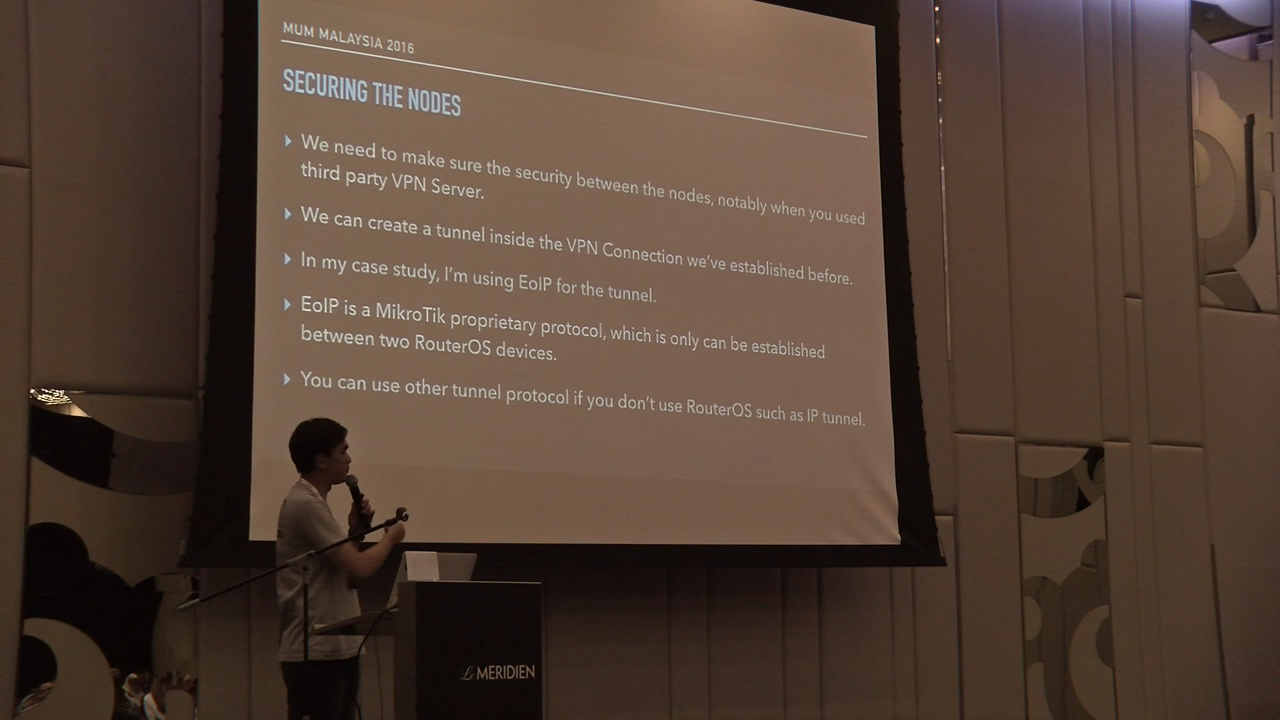 MUM MALAYSIA 2016
SECURING THE NODES
We need to make sure the security between the nodes, notably when you used
third party VPN Server.
We can create a tunnel inside the VPN Connection we've established before.
In my case study, I'm using EoIP for the tunnel.
EoIP is a MikroTik proprietary protocol, which is only can be established
between two RouterOS devices.
You can use other tunnel protocol if you don't use RouterOS such as IP tunnel.
Le MERIDIEN